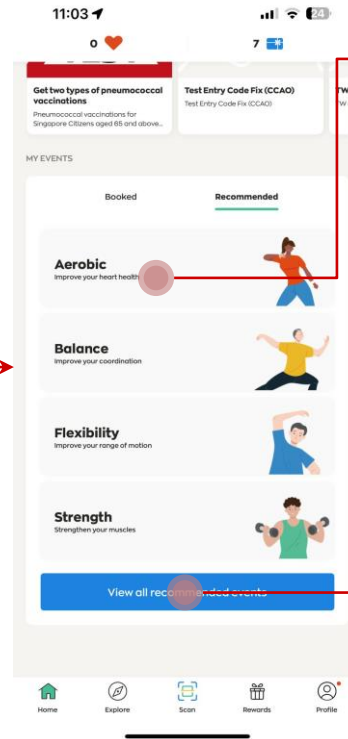 11:03
24
0
7
Get two types of pneumococcal
vaccinations
Pneumococcal vaccinations for
Singapore Citizens aged 65 and above...
Test Entry Code Fix (CCAO)
Test Entry Code Fix (CCAO)
TW
TW
MY EVENTS
Booked
Recommended
Aerobic
Improve your heart health
Balance
Improve your coordination
Flexibility
Improve your range of motion
Strength
Strengthen your muscles
View all recommended events
Home
Explore
Scan
Rewards
Profile